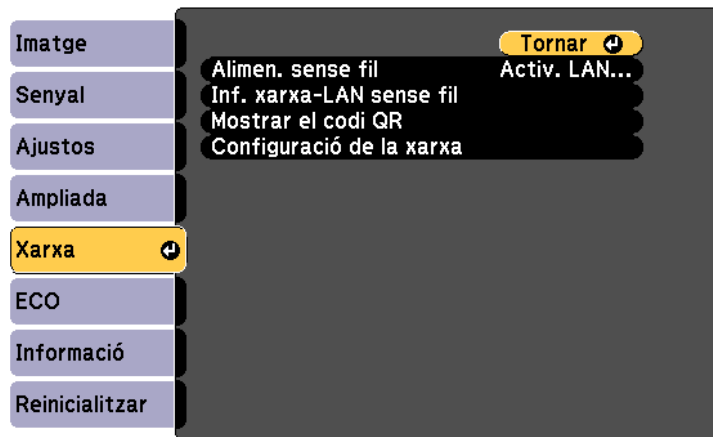 Imatge
Senyal
Ajustos
Ampliada
Xarxa
ECO
Informació
Reinicialitzar
Tornar
Alimen. sense fil Activ. LAN...
Inf. xarxa-LAN sense fil
Mostrar el codi QR
Configuració de la xarxa